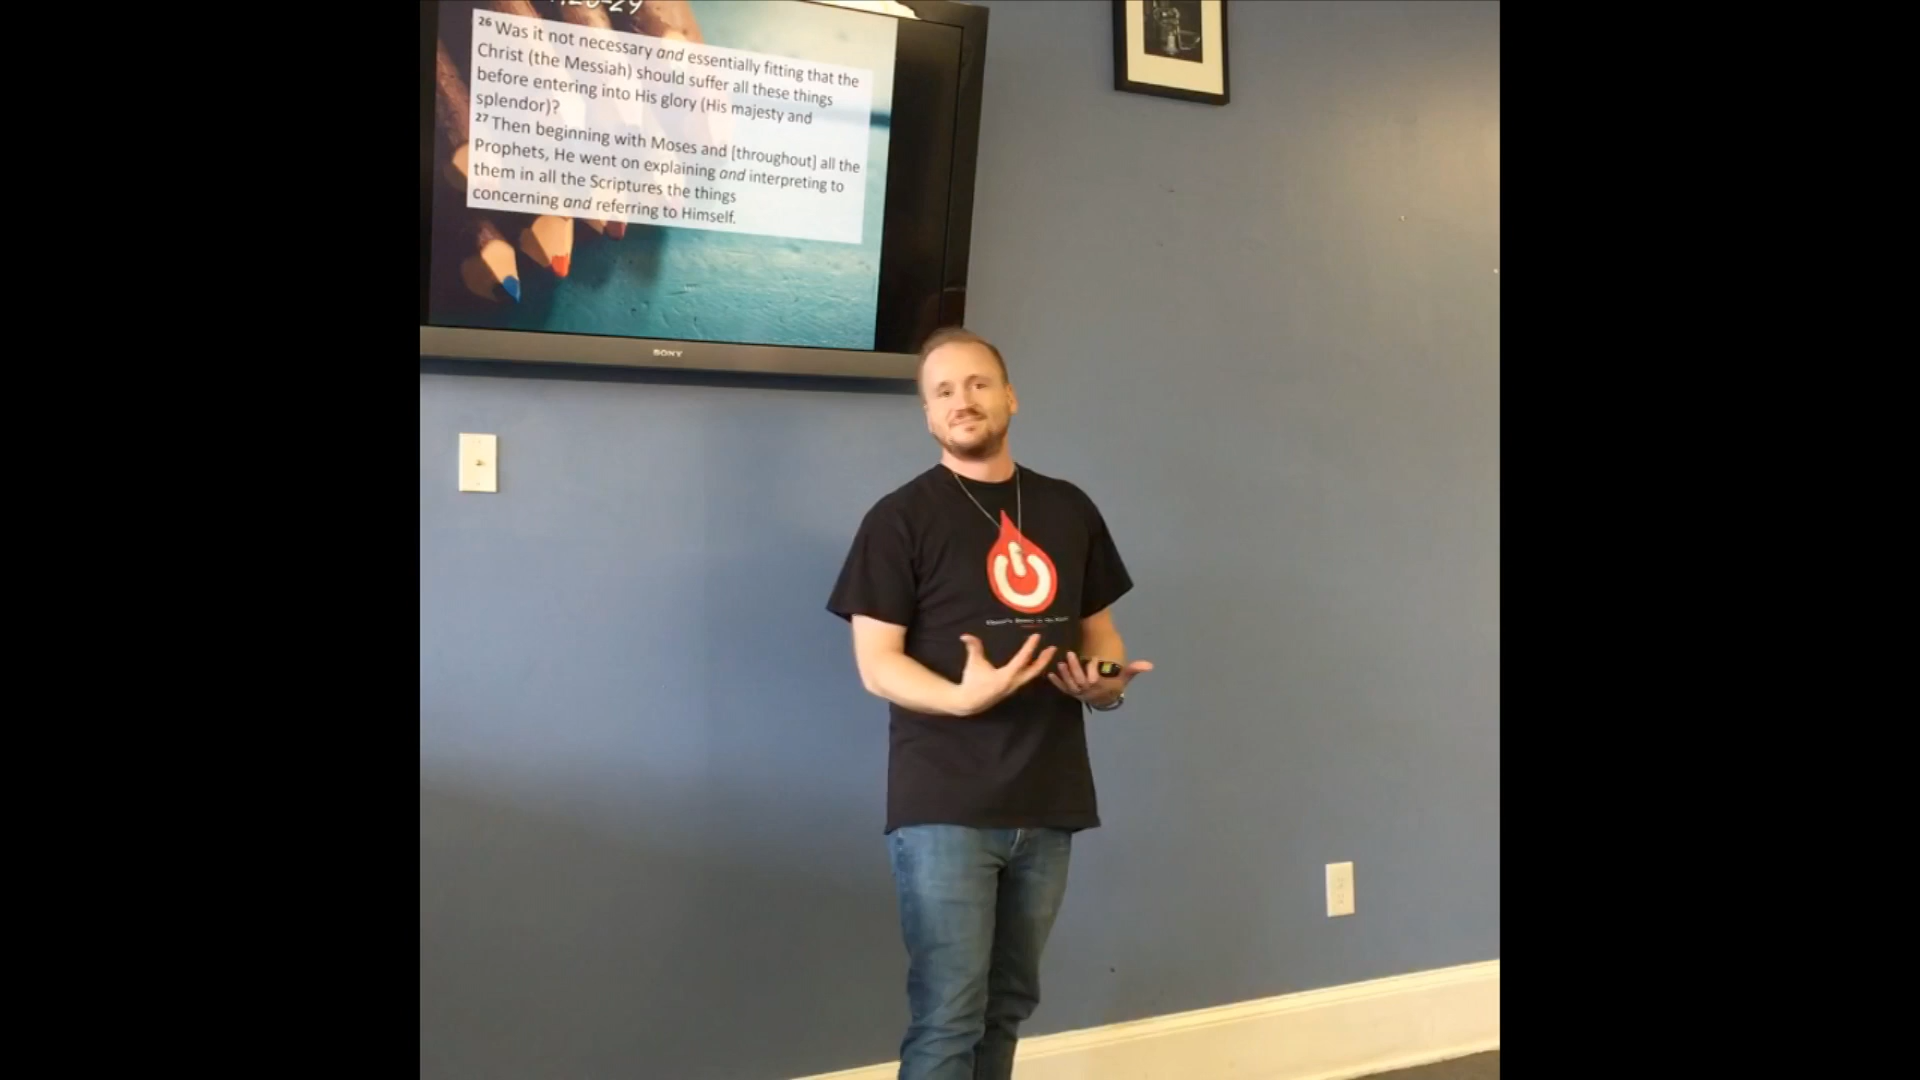 26 Was it not necessary and essentially fitting that the
Christ (the Messiah) should suffer all these things
before entering into His glory (His majesty and
splendor)?
27 Then beginning with Moses and [throughout] all the
Prophets, He went on explaining and interpreting to
them in all the Scriptures the things
concerning and referring to Himself.
SONY